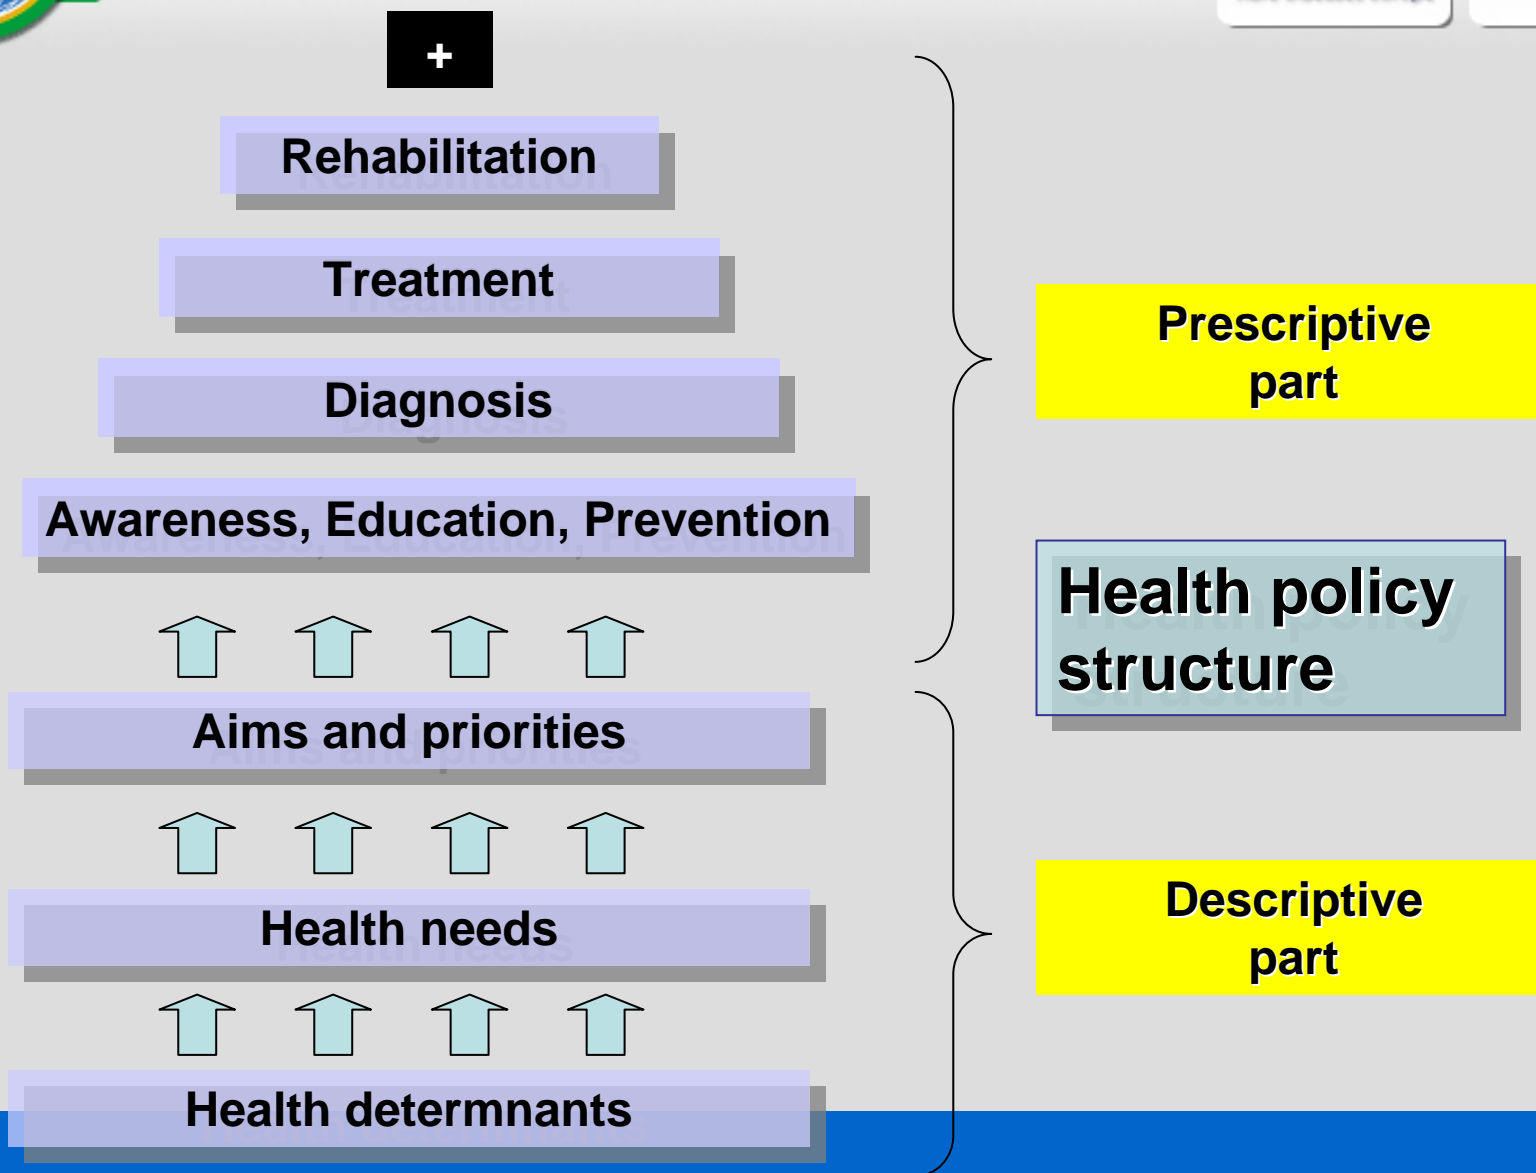 +
Rehabilitation
Treatment
Diagnosis
Awareness, Education, Prevention
Aims and priorities
Health needs
Health determnants
Prescriptive
part
Health policy
structure
Descriptive
part